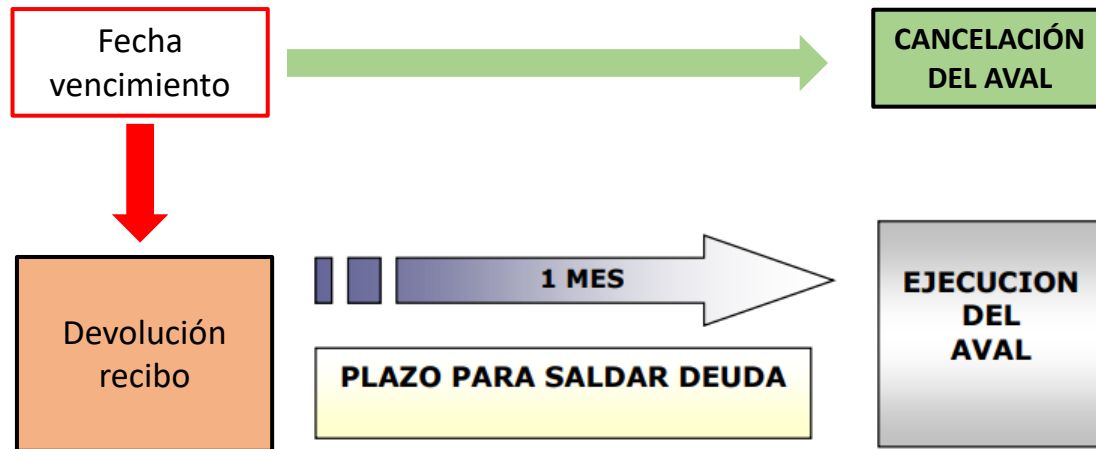 Fecha
vencimiento
CANCELACIÓN
DEL AVAL
Devolución
recibo
1 MES
PLAZO PARA SALDAR DEUDA
EJECUCION
DEL
AVAL